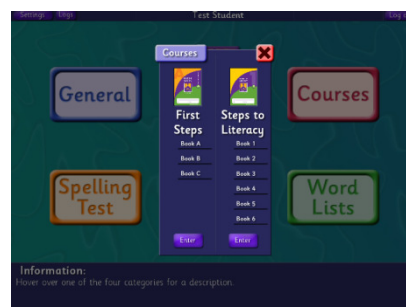 Settings Logs Test Student Log
Courses
General
Courses
First Steps
Book A
Book B
Book C
Enter
Steps to Literacy
Book 1
Book 2
Book 3
Book 4
Book 5
Book 6
Enter
Spelling Test
Word Lists
Information:
Hover over one of the four categories for a description.